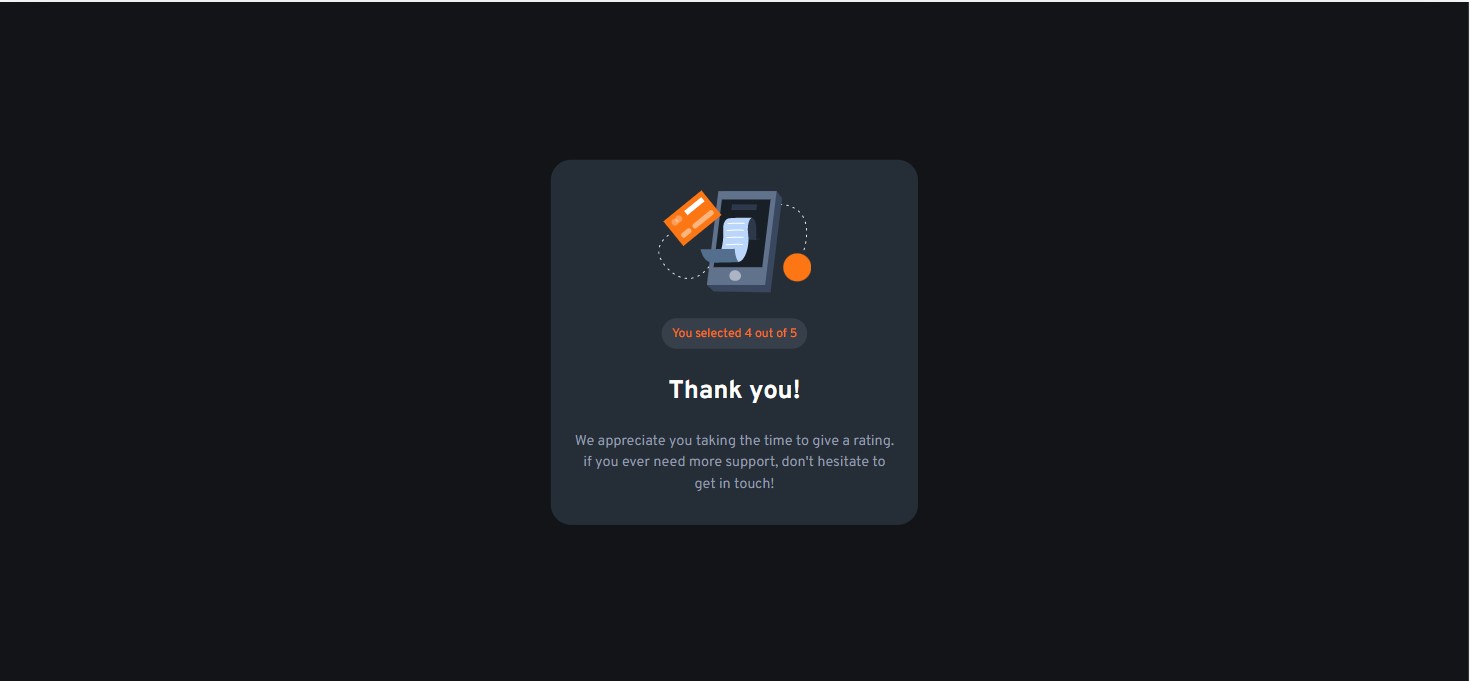 You selected 4 out of 5
Thank you!
We appreciate you taking the time to give a rating.
if you ever need more support, don't hesitate to
get in touch!